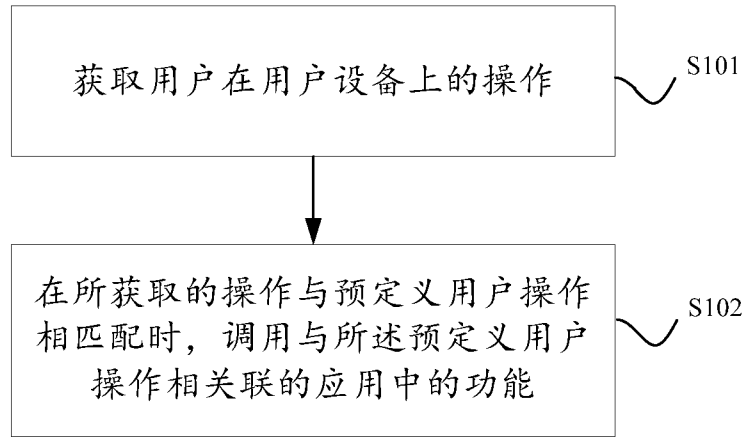 获取用户在用户设备上的操作
S101
在所获取的操作与预定义用户操作
相匹配时，调用与所述预定义用户
操作相关联的应用中的功能
S102